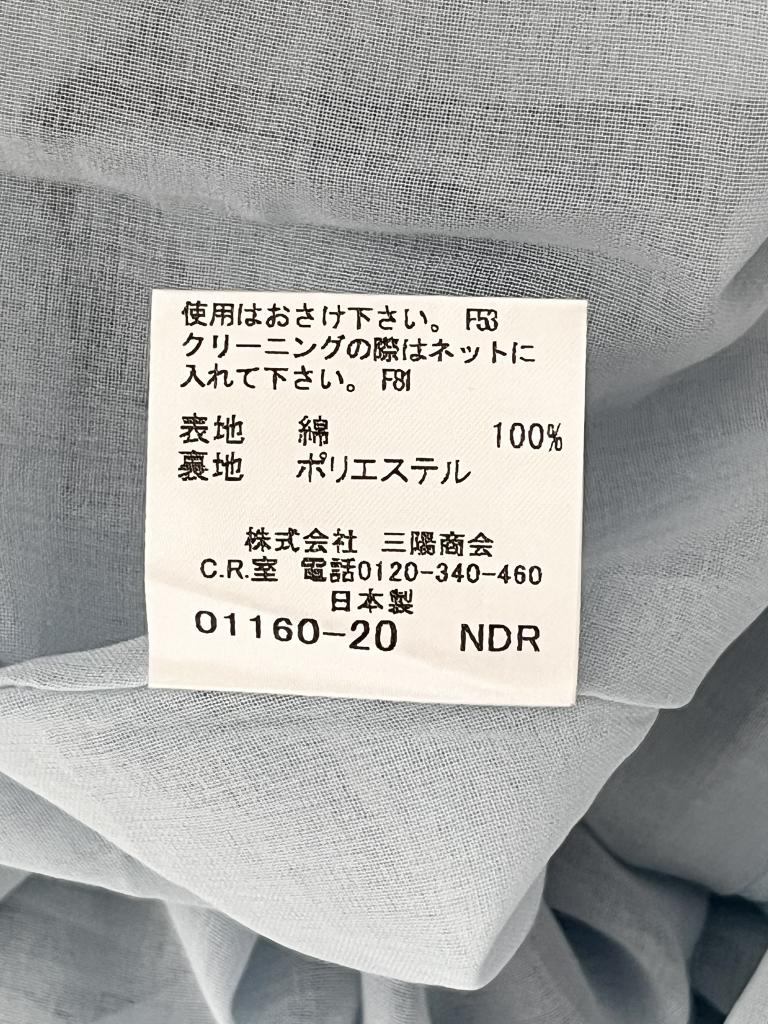 使用はおさけ下さい。 F53
クリーニングの際はネットに
入れて下さい。 F81
表地 綿 100%
裏地 ポリエステル
株式会社 三陽商会
C.R.室 電話0120-340-460
日本製
01160-20 NDR